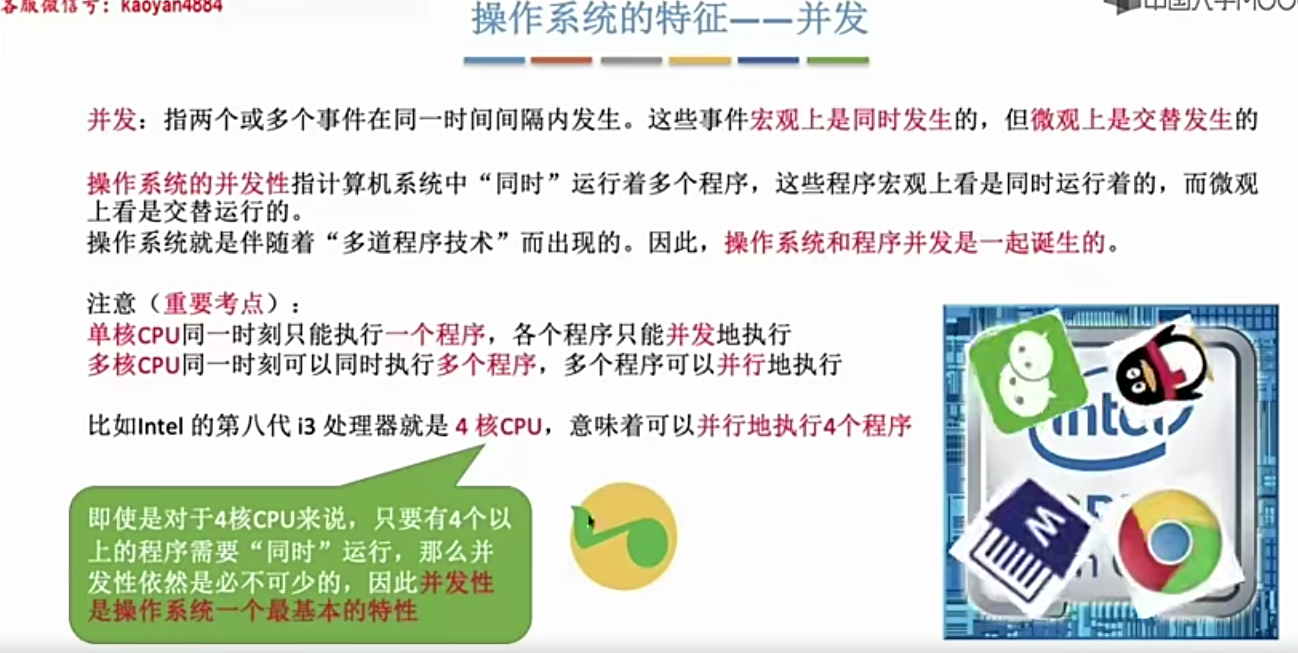 客服微信号：kaoyan4884
中国大学MOOC
操作系统的特征——并发
并发：指两个或多个事件在同一时间间隔内发生。这些事件宏观上是同时发生的，但微观上是交替发生的
操作系统的并发性指计算机系统中“同时”运行着多个程序，这些程序宏观上看是同时运行着的，而微观
上看是交替运行的。
操作系统就是伴随着“多道程序技术”而出现的。因此，操作系统和程序并发是一起诞生的。
注意（重要考点）：
单核CPU同一时刻只能执行一个程序，各个程序只能并发地执行
多核CPU同一时刻可以同时执行多个程序，多个程序可以并行地执行
比如Intel 的第八代 i3 处理器就是 4 核CPU，意味着可以并行地执行4个程序
即使是对于4核CPU来说，只要有4个以
上的程序需要“同时”运行，那么并
发性依然是必不可少的，因此并发性
是操作系统一个最基本的特性
intel
W